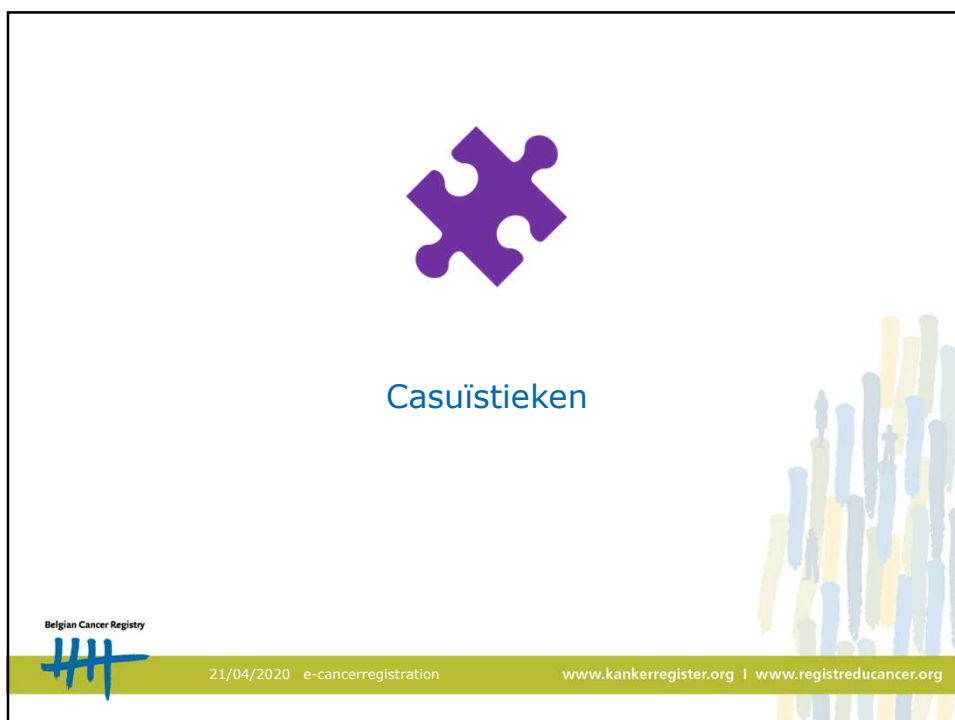 Casuïstieken
Belgian Cancer Registry
21/04/2020 e-cancerregistration www.kankerregister.org I www.registreducancer.org